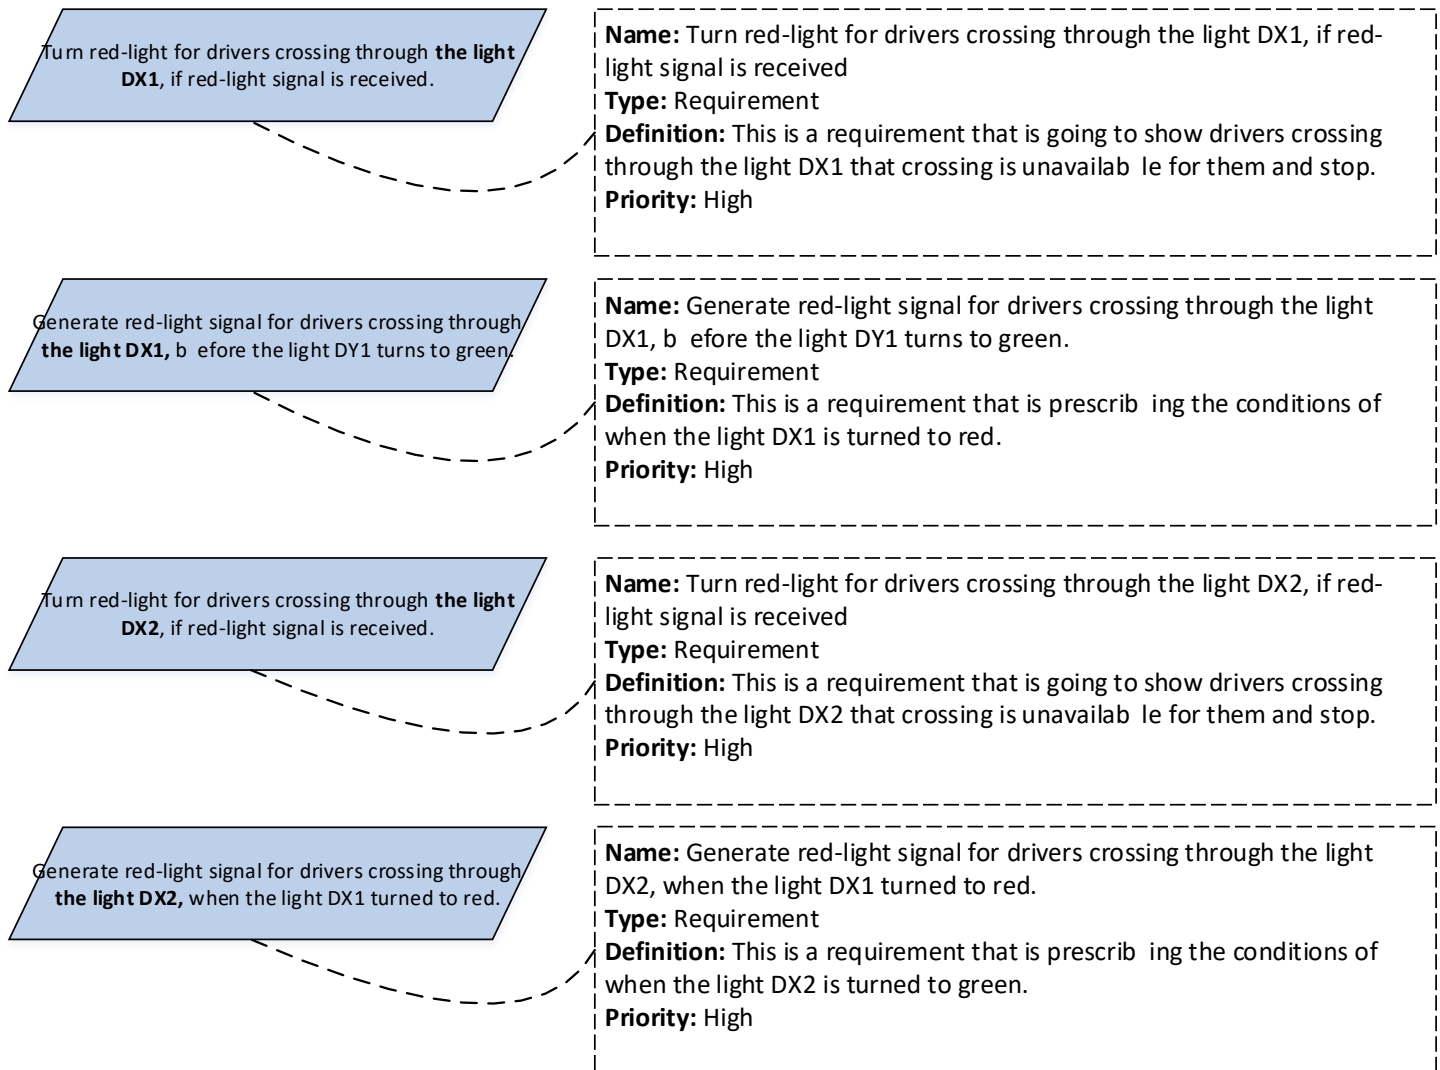 Turn red-light for drivers crossing through the light
DX1, if red-light signal is received.
Name: Turn red-light for drivers crossing through the light DX1, if red-
light signal is received
Type: Requirement
Definition: This is a requirement that is going to show drivers crossing
through the light DX1 that crossing is unavailab le for them and stop.
Priority: High
Generate red-light signal for drivers crossing through
the light DX1, b efore the light DY1 turns to green.
Name: Generate red-light signal for drivers crossing through the light
DX1, b efore the light DY1 turns to green.
Type: Requirement
Definition: This is a requirement that is prescrib ing the conditions of
when the light DX1 is turned to red.
Priority: High
Turn red-light for drivers crossing through the light
DX2, if red-light signal is received.
Name: Turn red-light for drivers crossing through the light DX2, if red-
light signal is received
Type: Requirement
Definition: This is a requirement that is going to show drivers crossing
through the light DX2 that crossing is unavailab le for them and stop.
Priority: High
Generate red-light signal for drivers crossing through
the light DX2, when the light DX1 turned to red.
Name: Generate red-light signal for drivers crossing through the light
DX2, when the light DX1 turned to red.
Type: Requirement
Definition: This is a requirement that is prescrib ing the conditions of
when the light DX2 is turned to green.
Priority: High